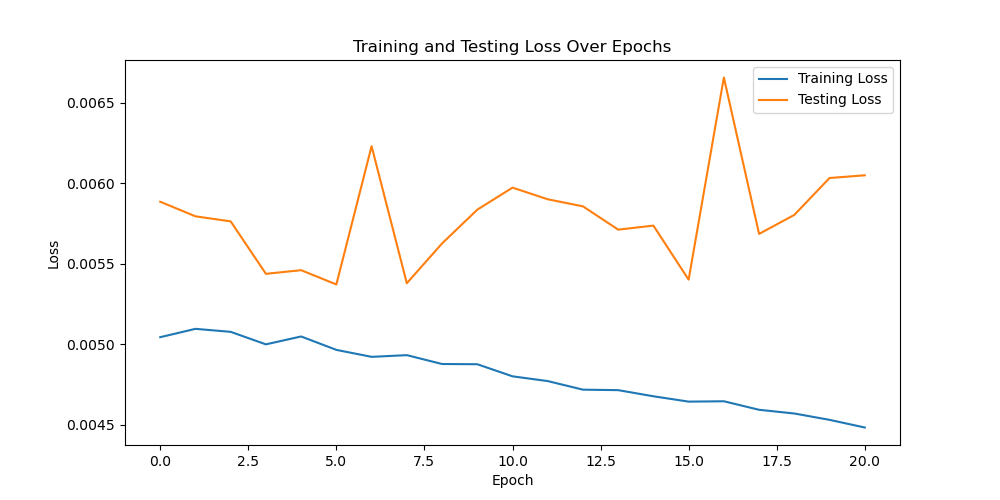 Training and Testing Loss Over Epochs
Training Loss
Testing Loss
0.0065
0.0060
0.0055
0.0050
0.0045
Loss
0.0
2.5
5.0
7.5
10.0
12.5
15.0
17.5
20.0
Epoch